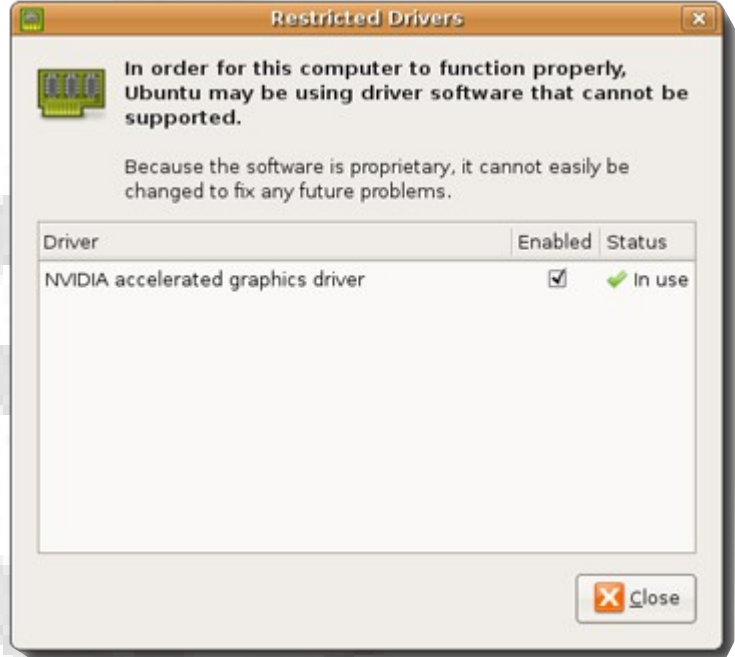 Restricted Drivers
In order for this computer to function properly,
Ubuntu may be using driver software that cannot be
supported.
Because the software is proprietary, it cannot easily be
changed to fix any future problems.
Driver Enabled Status
NVIDIA accelerated graphics driver In use
Close